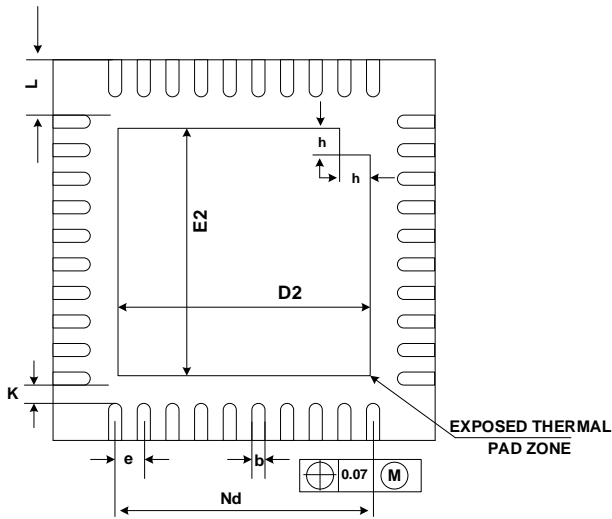 L
h
h
E2
D2
K
EXPOSED THERMAL
PAD ZONE
e
b
0.07 M
Nd